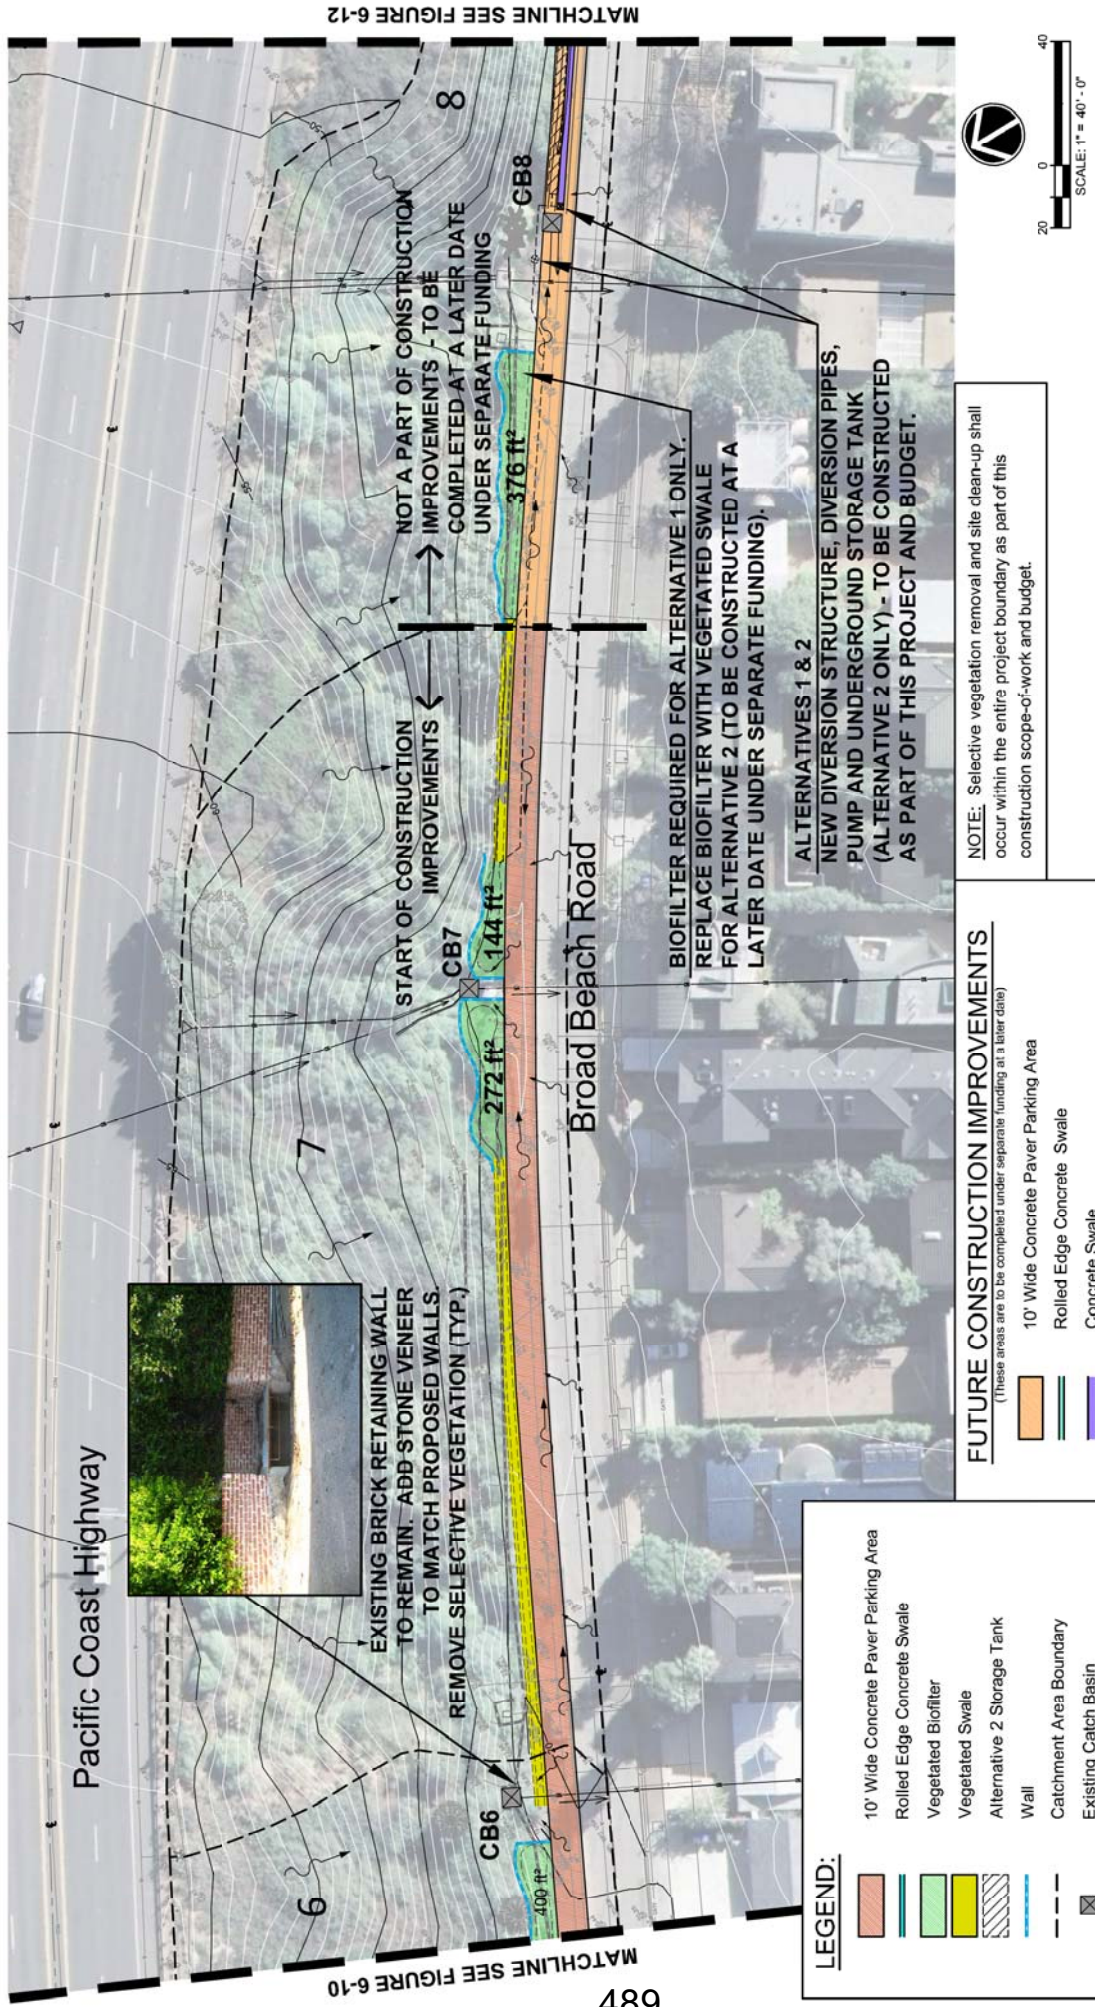 MATCHLINE SEE FIGURE 6-12
MATCHLINE SEE FIGURE 6-10
Pacific Coast Highway
6
7
8
50
55
60
EXISTING BRICK RETAINING WALL
TO REMAIN. ADD STONE VENEER
TO MATCH PROPOSED WALLS.
REMOVE SELECTIVE VEGETATION (TYP.)
START OF CONSTRUCTION
IMPROVEMENTS
NOT A PART OF CONSTRUCTION
IMPROVEMENTS - TO BE
COMPLETED AT A LATER DATE
UNDER SEPARATE FUNDING
CB6
CB7
CB8
400 ft²
272 ft²
144 ft²
376 ft²
Broad Beach Road
BIOFILTER REQUIRED FOR ALTERNATIVE 1 ONLY.
REPLACE BIOFILTER WITH VEGETATED SWALE
FOR ALTERNATIVE 2 (TO BE CONSTRUCTED AT A
LATER DATE UNDER SEPARATE FUNDING).
ALTERNATIVES 1 & 2
NEW DIVERSION STRUCTURE, DIVERSION PIPES,
PUMP AND UNDERGROUND STORAGE TANK
(ALTERNATIVE 2 ONLY) - TO BE CONSTRUCTED
AS PART OF THIS PROJECT AND BUDGET.
LEGEND:
10' Wide Concrete Paver Parking Area
Rolled Edge Concrete Swale
Vegetated Biofilter
Vegetated Swale
Alternative 2 Storage Tank
Wall
Catchment Area Boundary
Existing Catch Basin
FUTURE CONSTRUCTION IMPROVEMENTS
(These areas are to be completed under separate funding at a later date)
10' Wide Concrete Paver Parking Area
Rolled Edge Concrete Swale
Concrete Swale
NOTE: Selective vegetation removal and site clean-up shall
occur within the entire project boundary as part of this
construction scope-of-work and budget.
20 0 40
SCALE: 1" = 40' - 0"
489